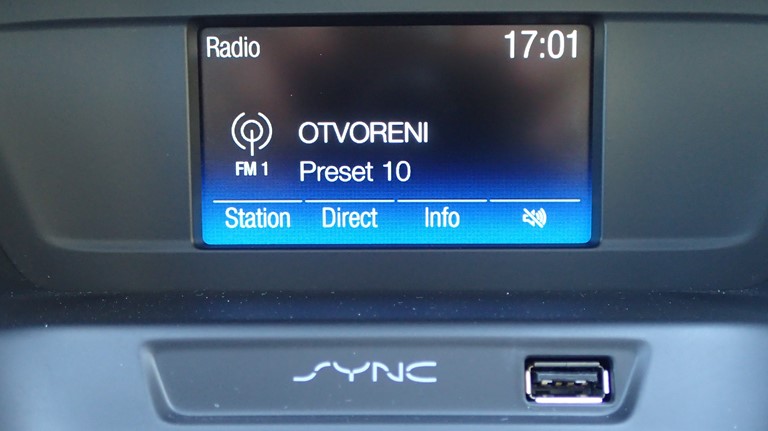 Radio 17:01
OTVORENI
FM 1 Preset 10
Station Direct Info
SYNC